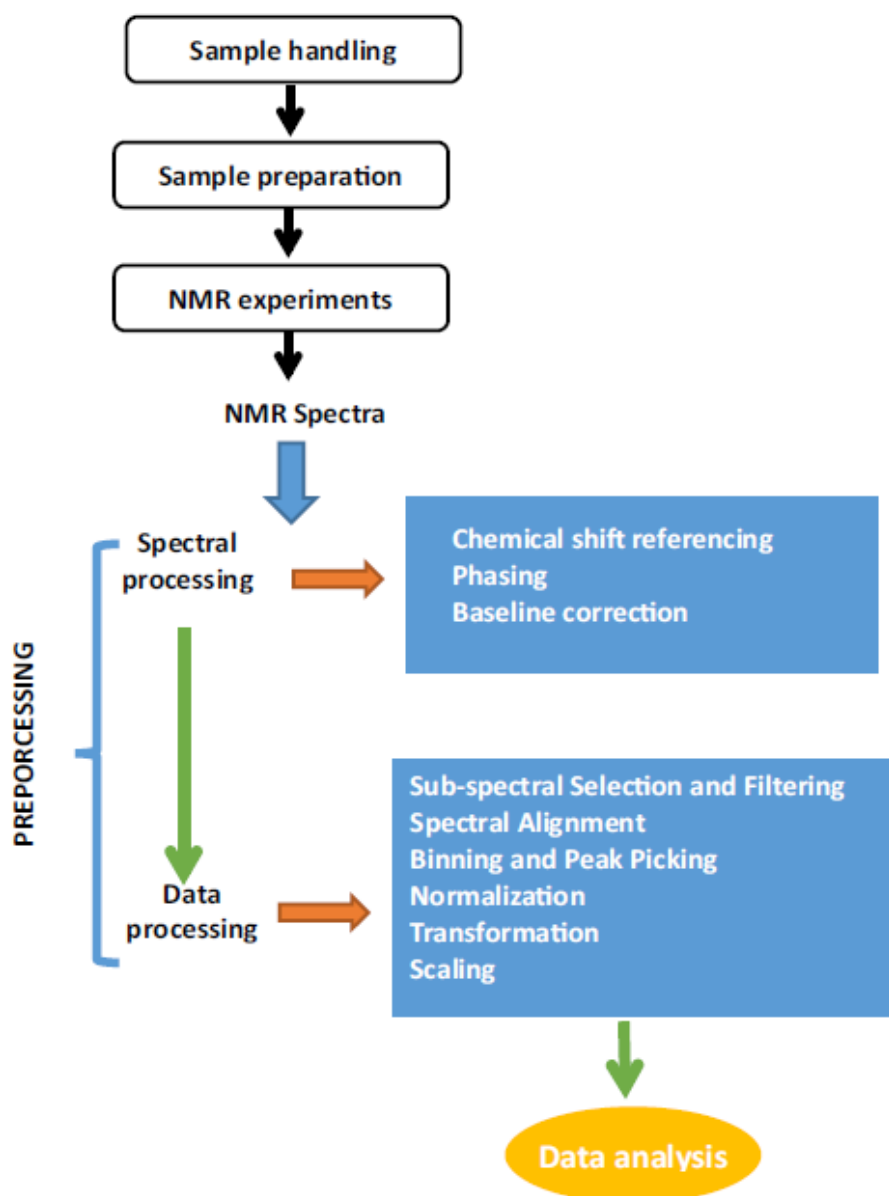 Sample handling
Sample preparation
NMR experiments
NMR Spectra
Spectral
processing
Chemical shift referencing
Phasing
Baseline correction
PREPORCESSING
Sub-spectral Selection and Filtering
Spectral Alignment
Binning and Peak Picking
Normalization
Transformation
Scaling
Data
processing
Data analysis